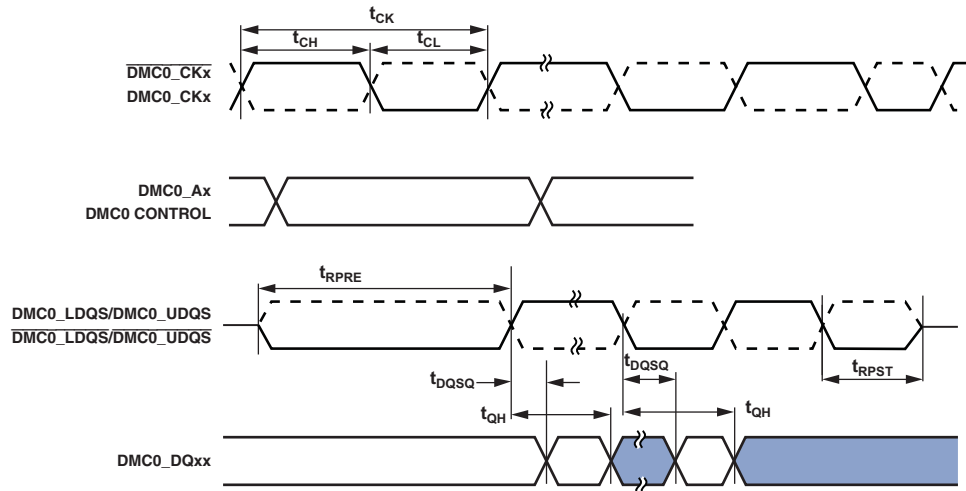 tCK
tCH
tCL
DMC0_CKx
DMC0_CKx
DMC0_Ax
DMC0 CONTROL
tRPRE
DMC0_LDQS/DMC0_UDQS
DMC0_LDQS/DMC0_UDQS
tDQSQ
tDQSQ
tRPST
tQH
tQH
DMC0_DQxx